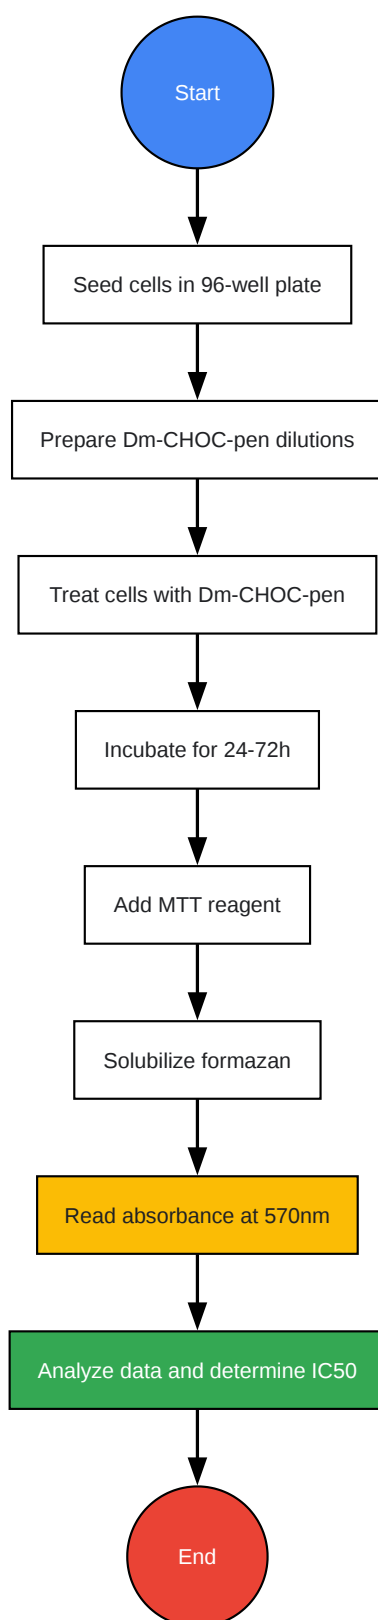 Start
Seed cells in 96-well plate
Prepare Dm-CHOC-pen dilutions
Treat cells with Dm-CHOC-pen
Incubate for 24-72h
Add MTT reagent
Solubilize formazan
Read absorbance at 570nm
Analyze data and determine IC50
End